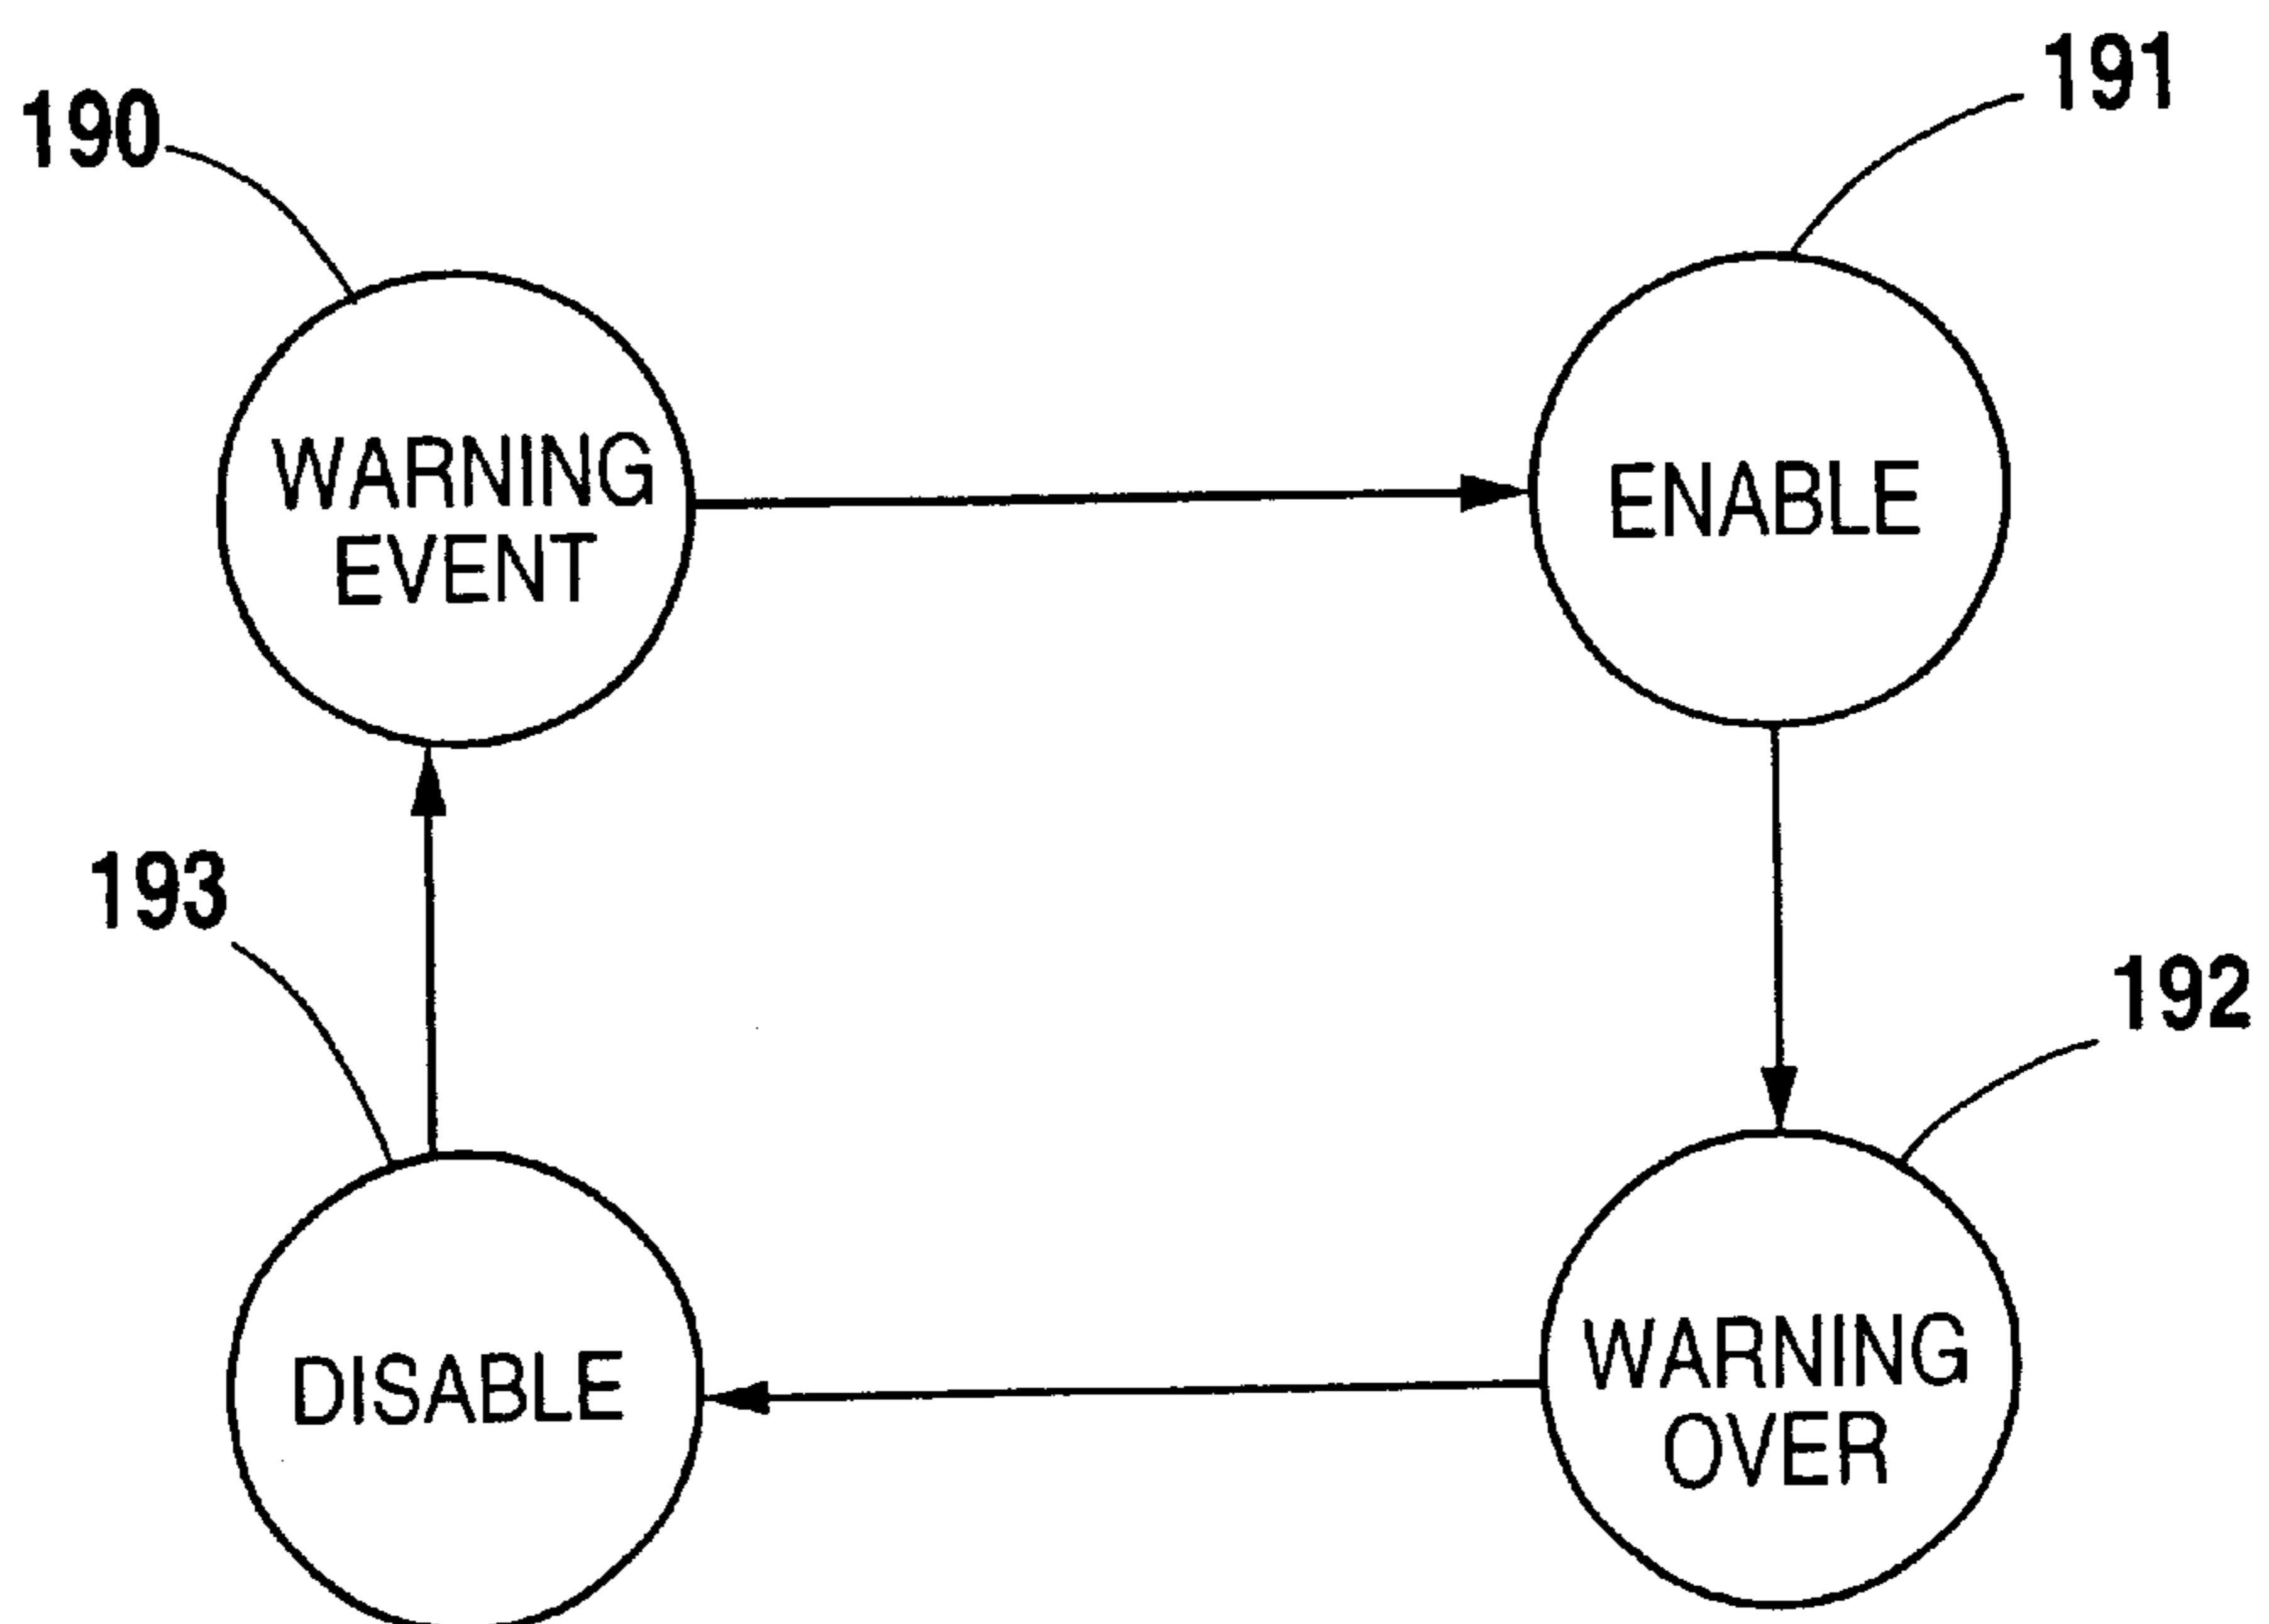 190
191
WARNING
EVENT
ENABLE
193
192
DISABLE
WARNING
OVER